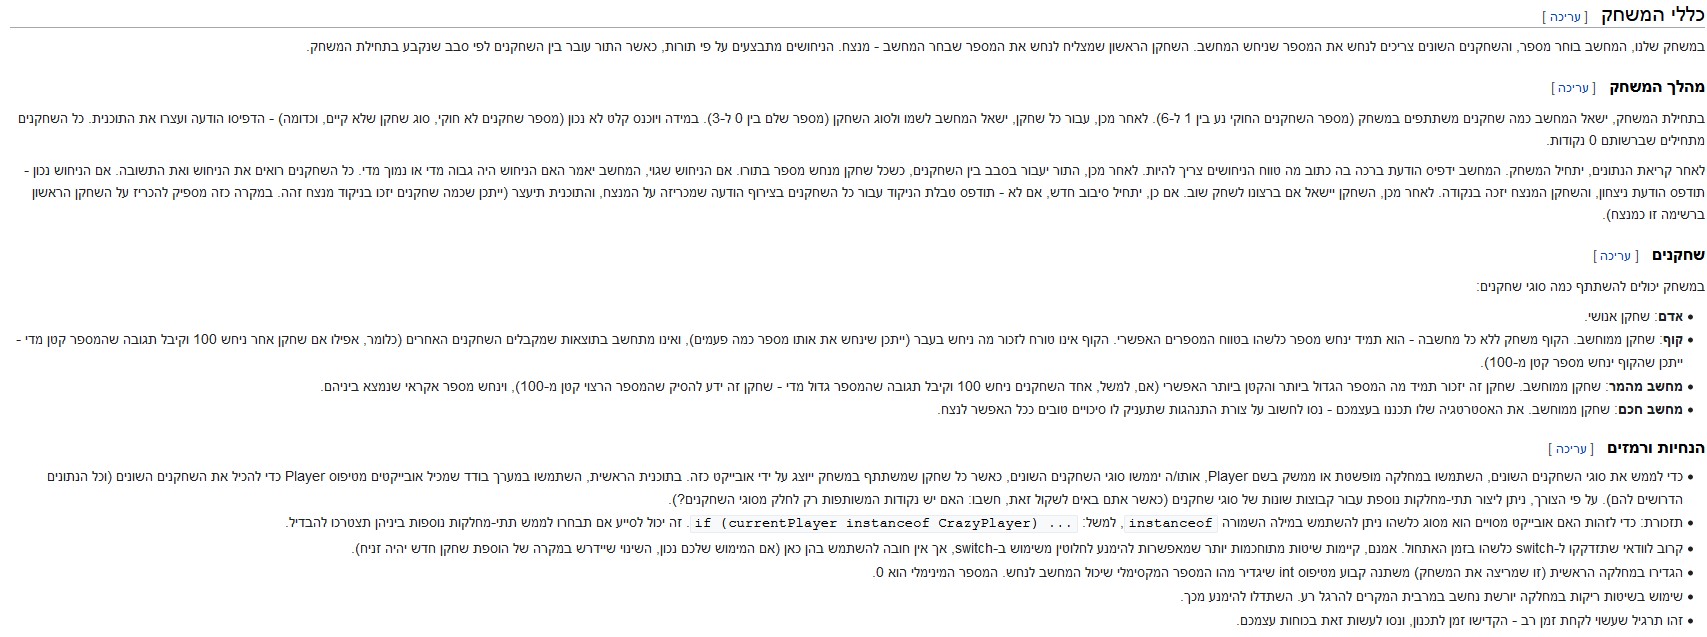 כללי המשחק [ עריכה ]
במשחק שלנו, המחשב בוחר מספר, והשחקנים השונים צריכים לנחש את המספר שניחש המחשב. השחקן הראשון שמצליח לנחש את המספר שבחר המחשב - מנצח. הניחושים מתבצעים על פי תורות, כאשר התור עובר בין השחקנים לפי סבב שנקבע בתחילת המשחק.
מהלך המשחק [ עריכה ]
בתחילת המשחק, ישאל המחשב כמה שחקנים משתתפים במשחק (מספר השחקנים החוקי נע בין 1 ל-6). לאחר מכן, עבור כל שחקן, ישאל המחשב לשמו ולסוג השחקן (מספר שלם בין 0 ל-3). במידה ויוכנס קלט לא נכון (מספר שחקנים לא חוקי, סוג שחקן שלא קיים, וכדומה) - הדפיסו הודעה ועצרו את התוכנית. כל השחקנים
מתחילים שברשותם 0 נקודות.
לאחר קריאת הנתונים, יתחיל המשחק. המחשב ידפיס הודעת ברכה בה כתוב מה טווח הניחושים צריך להיות. לאחר מכן, התור יעבור בסבב בין השחקנים, כשכל שחקן מנחש מספר בתורו. אם הניחוש שגוי, המחשב יאמר האם הניחוש היה גבוה מדי או נמוך מדי. כל השחקנים רואים את הניחוש ואת התשובה. אם הניחוש נכון -
תודפס הודעת ניצחון, והשחקן המנצח יזכה בנקודה. לאחר מכן, השחקן יישאל אם ברצונו לשחק שוב. אם כן, יתחיל סיבוב חדש, אם לא - תודפס טבלת הניקוד עבור כל השחקנים בצירוף הודעה שמכריזה על המנצח, והתוכנית תיעצר (ייתכן שכמה שחקנים יזכו בניקוד מנצח זהה. במקרה כזה מספיק להכריז על השחקן הראשון
ברשימה זו כמנצח).
שחקנים [ עריכה ]
במשחק יכולים להשתתף כמה סוגי שחקנים:
• אדם: שחקן אנושי.
• קוף: שחקן ממוחשב. הקוף משחק ללא כל מחשבה - הוא תמיד ינחש מספר כלשהו בטווח המספרים האפשרי. הקוף אינו טורח לזכור מה ניחש בעבר (ייתכן שינחש את אותו מספר כמה פעמים), ואינו מתחשב בתוצאות שמקבלים השחקנים האחרים (כלומר, אפילו אם שחקן אחר ניחש 100 וקיבל תגובה שהמספר קטן מדי -
ייתכן שהקוף ינחש מספר קטן מ-100).
• מחשב מהמר: שחקן ממוחשב. שחקן זה יזכור תמיד מה המספר הגדול ביותר והקטן ביותר האפשרי (אם, למשל, אחד השחקנים ניחש 100 וקיבל תגובה שהמספר גדול מדי - שחקן זה ידע להסיק שהמספר הרצוי קטן מ-100), וינחש מספר אקראי שנמצא ביניהם.
• מחשב חכם: שחקן ממוחשב. את האסטרטגיה שלו תכננו בעצמכם - נסו לחשוב על צורת התנהגות שתעניק לו סיכויים טובים ככל האפשר לנצח.
הנחיות ורמזים [ עריכה ]
• כדי לממש את סוגי השחקנים השונים, השתמשו במחלקה מופשטת או ממשק בשם Player, אותו/ה יממשו סוגי השחקנים השונים, כאשר כל שחקן שמשתתף במשחק ייוצג על ידי אובייקט כזה. בתוכנית הראשית, השתמשו במערך בודד שמכיל אובייקטים מטיפוס Player כדי להכיל את השחקנים השונים (וכל הנתונים
הדרושים להם). על פי הצורך, ניתן ליצור תתי-מחלקות נוספת עבור קבוצות שונות של סוגי שחקנים (כאשר אתם באים לשקול זאת, חשבו: האם יש נקודות המשותפות רק לחלק מסוגי השחקנים?).
• תזכורת: כדי לזהות האם אובייקט מסויים הוא מסוג כלשהו ניתן להשתמש במילה השמורה instanceof, למשל: if (currentPlayer instanceof CrazyPlayer) .... זה יכול לסייע אם תבחרו לממש תתי-מחלקות נוספות ביניהן תצטרכו להבדיל.
• קרוב לוודאי שתזדקקו ל-switch כלשהו בזמן האתחול. אמנם, קיימות שיטות מתוחכמות יותר שמאפשרות להימנע לחלוטין משימוש ב-switch, אך אין חובה להשתמש בהן כאן (אם המימוש שלכם נכון, השינוי שיידרש במקרה של הוספת שחקן חדש יהיה זניח).
• הגדירו במחלקה הראשית (זו שמריצה את המשחק) משתנה קבוע מטיפוס int שיגדיר מהו המספר המקסימלי שיכול המחשב לנחש. המספר המינימלי הוא 0.
• שימוש בשיטות ריקות במחלקה יורשת נחשב במרבית המקרים להרגל רע. השתדלו להימנע מכך.
• זהו תרגיל שעשוי לקחת זמן רב - הקדישו זמן לתכנון, ונסו לעשות זאת בכוחות עצמכם.